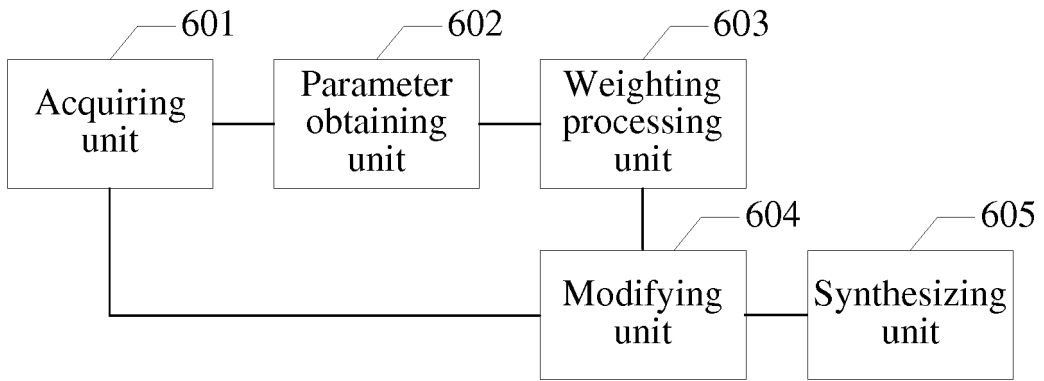 601
602
603
Acquiring
unit
Parameter
obtaining
unit
Weighting
processing
unit
604
605
Modifying
unit
Synthesizing
unit